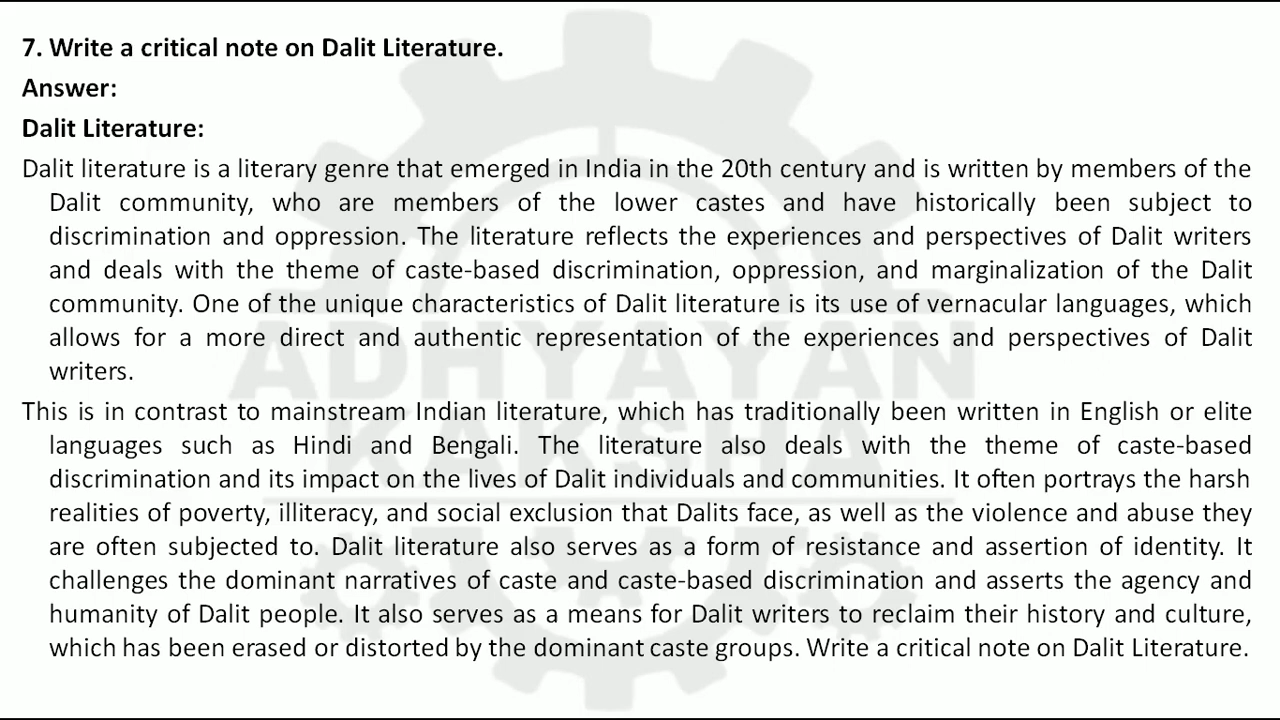 7. Write a critical note on Dalit Literature.
Answer:
Dalit Literature:
Dalit literature is a literary genre that emerged in India in the 20th century and is written by members of the
Dalit community, who are members of the lower castes and have historically been subject to
discrimination and oppression. The literature reflects the experiences and perspectives of Dalit writers
and deals with the theme of caste-based discrimination, oppression, and marginalization of the Dalit
community. One of the unique characteristics of Dalit literature is its use of vernacular languages, which
allows for a more direct and authentic representation of the experiences and perspectives of Dalit
writers.
This is in contrast to mainstream Indian literature, which has traditionally been written in English or elite
languages such as Hindi and Bengali. The literature also deals with the theme of caste-based
discrimination and its impact on the lives of Dalit individuals and communities. It often portrays the harsh
realities of poverty, illiteracy, and social exclusion that Dalits face, as well as the violence and abuse they
are often subjected to. Dalit literature also serves as a form of resistance and assertion of identity. It
challenges the dominant narratives of caste and caste-based discrimination and asserts the agency and
humanity of Dalit people. It also serves as a means for Dalit writers to reclaim their history and culture,
which has been erased or distorted by the dominant caste groups. Write a critical note on Dalit Literature.
ADHYAYAN
KAKSHA